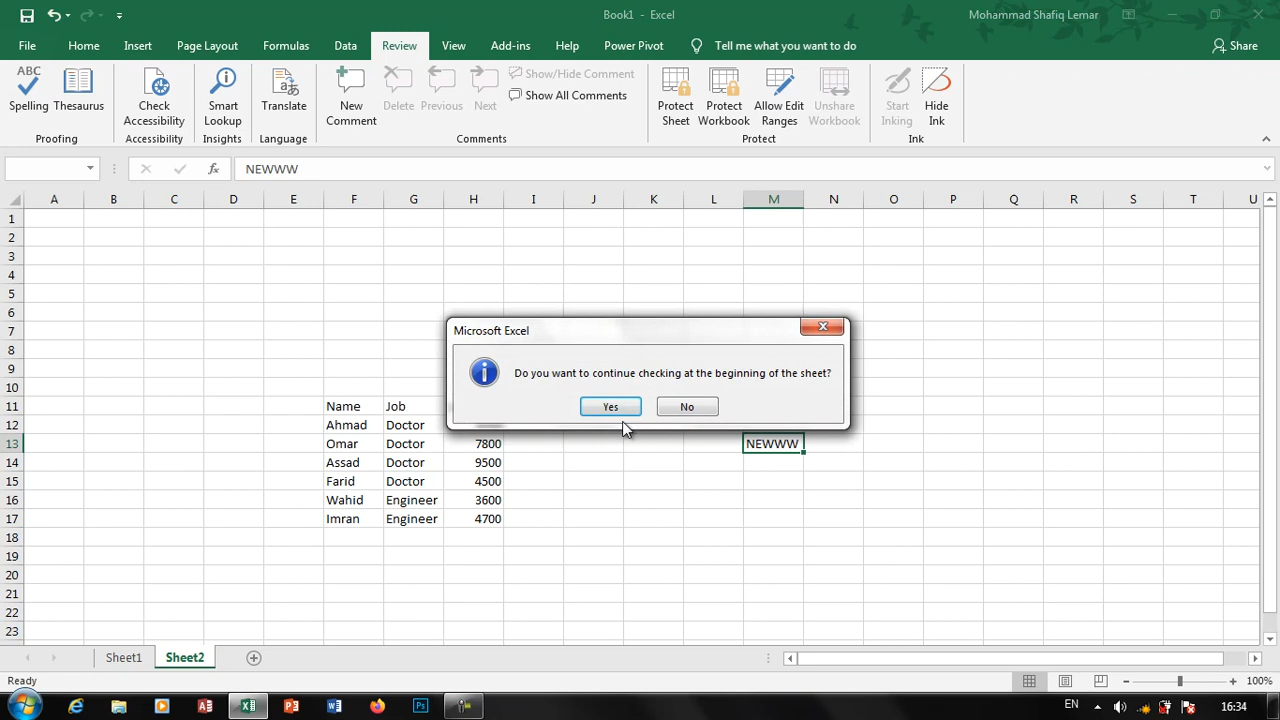 Book1 - Excel
Mohammad Shafiq Lemar
File Home Insert Page Layout Formulas Data Review View Add-ins Help Power Pivot Tell me what you want to do Share
ABC
Spelling Thesaurus
Check Accessibility
Smart Lookup
Translate
New Comment
Delete
Previous
Next
Show/Hide Comment
Show All Comments
Protect Sheet
Protect Workbook
Allow Edit Ranges
Unshare Workbook
Start Inking
Hide Ink
Proofing Accessibility Insights Language Comments Protect Ink
fx NEWWW
A B C D E F G H I J K L M N O P Q R S T U
1
2
3
4
5
6
7
Microsoft Excel
8
9
Do you want to continue checking at the beginning of the sheet?
10
Yes No
11 Name Job
12 Ahmad Doctor
13 Omar Doctor 7800 NEWWW
14 Assad Doctor 9500
15 Farid Doctor 4500
16 Wahid Engineer 3600
17 Imran Engineer 4700
18
19
20
21
22
23
Sheet1 Sheet2
Ready 100%
EN 16:34